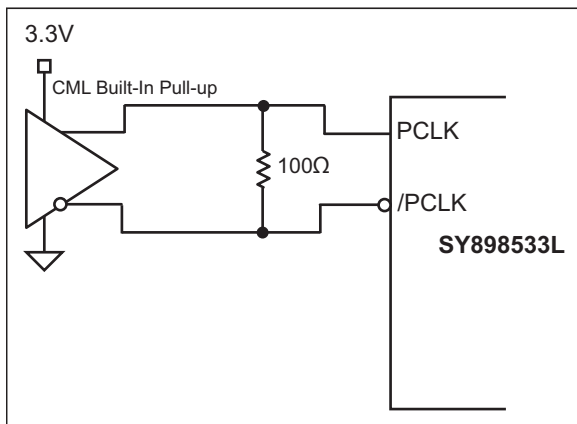 3.3V
CML Built-In Pull-up
PCLK
100Ω
/PCLK
SY898533L